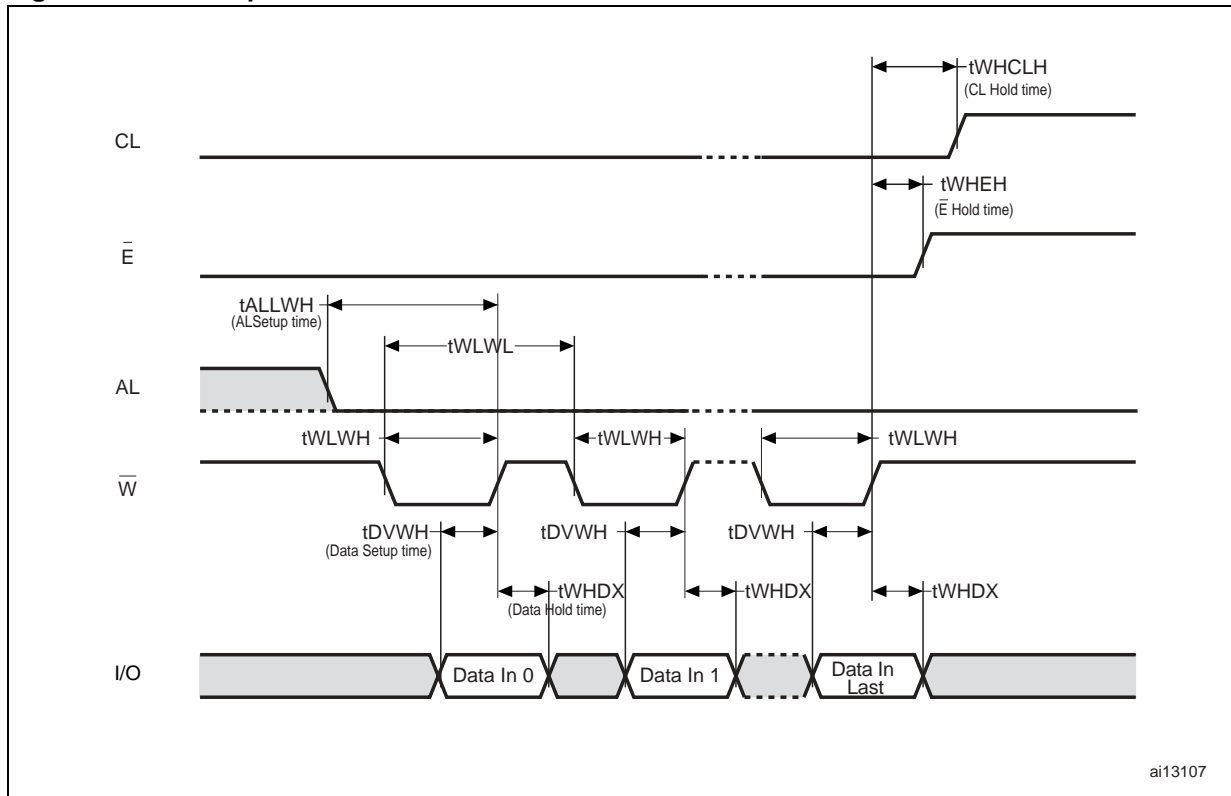 tWHCLH
(CL Hold time)
CL
tWHEH
(E̅ Hold time)
E̅
tALLWH
(ALSetup time)
tWLWL
AL
tWLWH
tWLWH
tWLWH
W̅
tDVWH
(Data Setup time)
tDVWH
tDVWH
tWHDX
(Data Hold time)
tWHDX
tWHDX
I/O
Data In 0
Data In 1
Data In
Last
ai13107